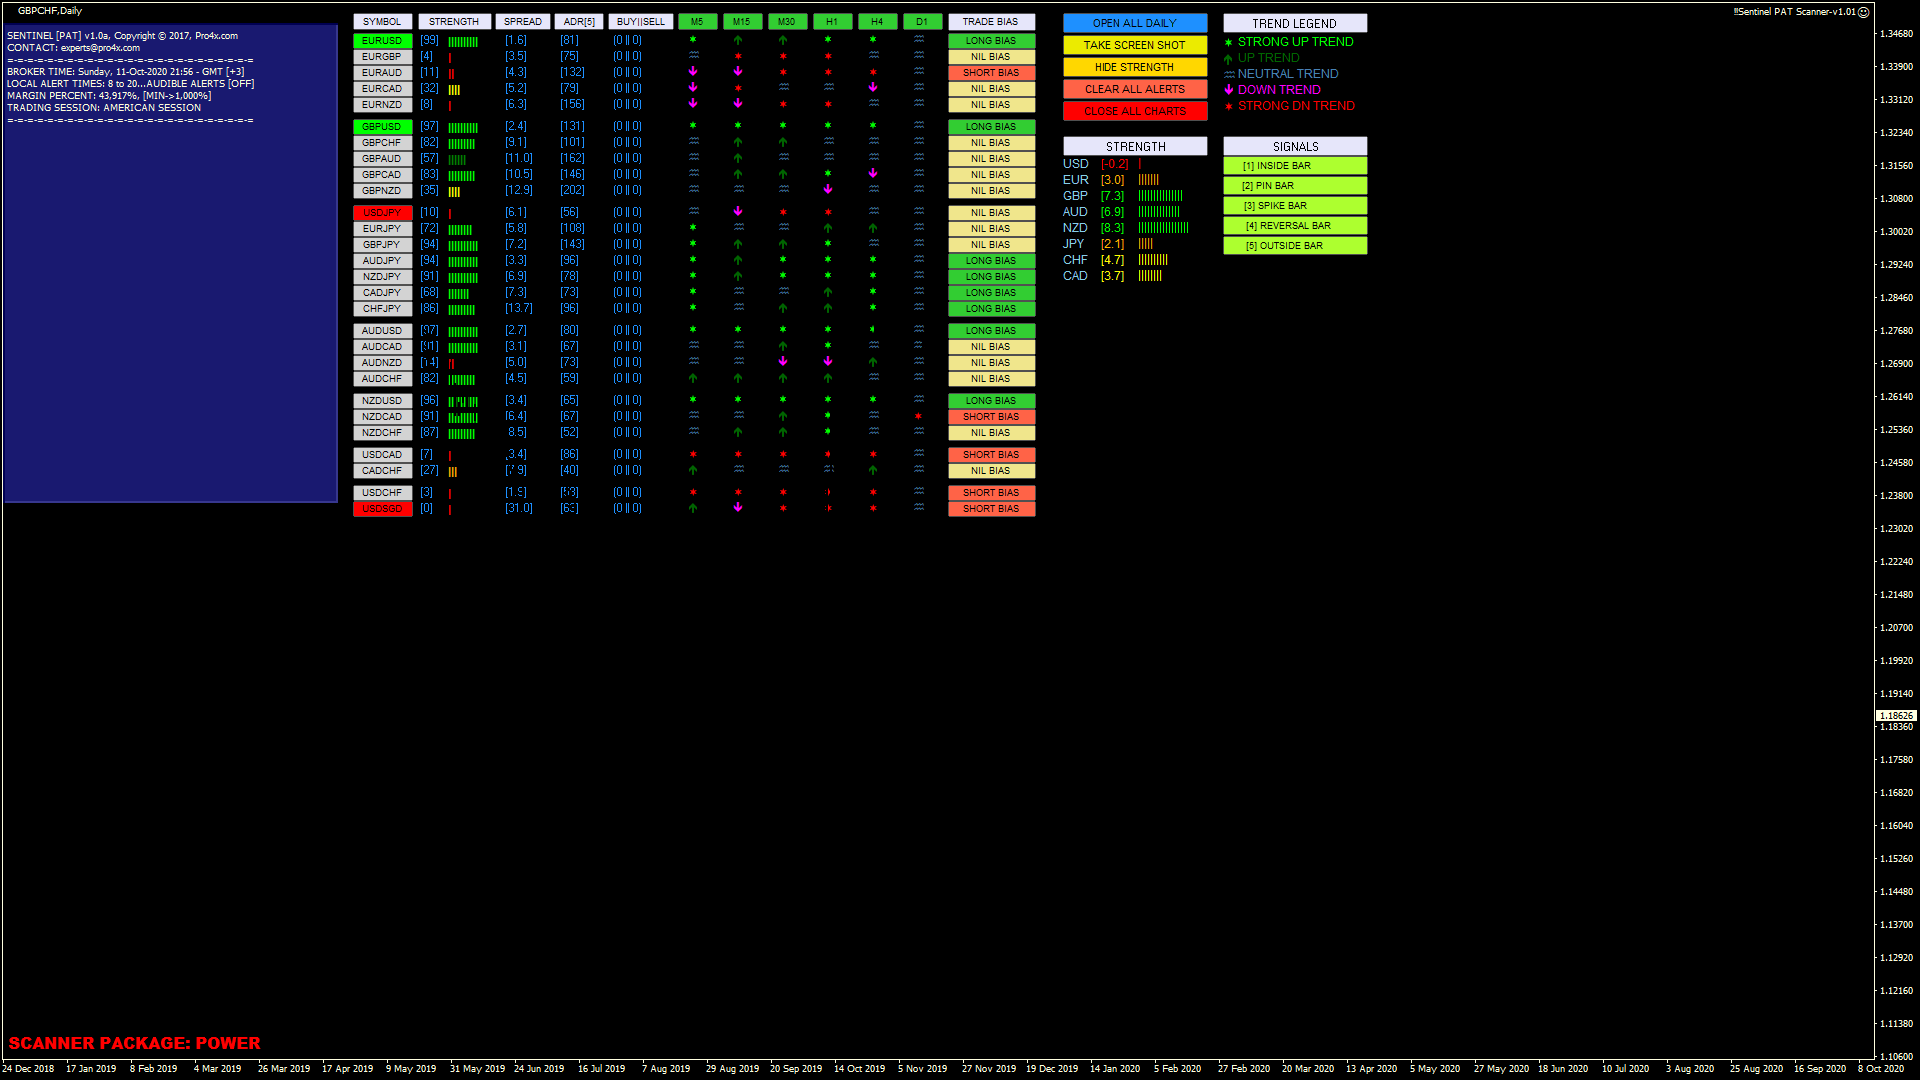 GBPCHF,Daily
!!Sentinel PAT Scanner-v1.01
SENTINEL [PAT] v1.0a, Copyright © 2017, Pro4x.com
CONTACT: experts@pro4x.com
=-=-=-=-=-=-=-=-=-=-=-=-=-=-=-=-=-=-=-=-=-=-=-=-=
BROKER TIME: Sunday, 11-Oct-2020 21:56 - GMT [+3]
LOCAL ALERT TIMES: 8 to 20...AUDIBLE ALERTS [OFF]
MARGIN PERCENT: 43,917%, [MIN->1,000%]
TRADING SESSION: AMERICAN SESSION
=-=-=-=-=-=-=-=-=-=-=-=-=-=-=-=-=-=-=-=-=-=-=-=-=
SYMBOL STRENGTH SPREAD ADR[5] BUY||SELL M5 M15 M30 H1 H4 D1 TRADE BIAS
EURUSD [99] [1.6] [81] (0 || 0) LONG BIAS
EURGBP [4] [3.5] [75] (0 || 0) NIL BIAS
EURAUD [11] [4.3] [132] (0 || 0) SHORT BIAS
EURCAD [32] [5.2] [79] (0 || 0) NIL BIAS
EURNZD [8] [6.3] [156] (0 || 0) NIL BIAS
GBPUSD [97] [2.4] [131] (0 || 0) LONG BIAS
GBPCHF [82] [9.1] [101] (0 || 0) NIL BIAS
GBPAUD [57] [11.0] [162] (0 || 0) NIL BIAS
GBPCAD [83] [10.5] [146] (0 || 0) NIL BIAS
GBPNZD [35] [12.9] [202] (0 || 0) NIL BIAS
USDJPY [10] [6.1] [56] (0 || 0) NIL BIAS
EURJPY [72] [5.8] [108] (0 || 0) NIL BIAS
GBPJPY [94] [7.2] [143] (0 || 0) NIL BIAS
AUDJPY [94] [3.3] [96] (0 || 0) LONG BIAS
NZDJPY [91] [6.9] [78] (0 || 0) LONG BIAS
CADJPY [68] [7.3] [73] (0 || 0) LONG BIAS
CHFJPY [86] [13.7] [96] (0 || 0) LONG BIAS
AUDUSD [97] [2.7] [80] (0 || 0) LONG BIAS
AUDCAD [91] [3.1] [67] (0 || 0) NIL BIAS
AUDNZD [14] [5.0] [73] (0 || 0) NIL BIAS
AUDCHF [82] [4.5] [59] (0 || 0) NIL BIAS
NZDUSD [96] [3.4] [65] (0 || 0) LONG BIAS
NZDCAD [91] [6.4] [67] (0 || 0) SHORT BIAS
NZDCHF [87] 8.5] [52] (0 || 0) NIL BIAS
USDCAD [7] 3.4] [86] (0 || 0) SHORT BIAS
CADCHF [27] [7.9] [40] (0 || 0) NIL BIAS
USDCHF [3] (0 || 0) SHORT BIAS
USDSGD [0] [31.0] (0 || 0) SHORT BIAS
OPEN ALL DAILY
TAKE SCREEN SHOT
HIDE STRENGTH
CLEAR ALL ALERTS
CLOSE ALL CHARTS
TREND LEGEND
STRONG UP TREND
UP TREND
NEUTRAL TREND
DOWN TREND
STRONG DN TREND
STRENGTH
USD [-0.2]
EUR [3.0]
GBP [7.3]
AUD [6.9]
NZD [8.3]
JPY [2.1]
CHF [4.7]
CAD [3.7]
SIGNALS
[1] INSIDE BAR
[2] PIN BAR
[3] SPIKE BAR
[4] REVERSAL BAR
[5] OUTSIDE BAR
1.34680
1.33900
1.33120
1.32340
1.31560
1.30800
1.30020
1.29240
1.28460
1.27680
1.26900
1.26140
1.25360
1.24580
1.23800
1.23020
1.22240
1.21480
1.20700
1.19920
1.19140
1.18626
1.18360
1.17580
1.16820
1.16040
1.15260
1.14480
1.13700
1.12920
1.12160
1.11380
1.10600
SCANNER PACKAGE: POWER
24 Dec 2018 17 Jan 2019 8 Feb 2019 4 Mar 2019 26 Mar 2019 17 Apr 2019 9 May 2019 31 May 2019 24 Jun 2019 16 Jul 2019 7 Aug 2019 29 Aug 2019 20 Sep 2019 14 Oct 2019 5 Nov 2019 27 Nov 2019 19 Dec 2019 14 Jan 2020 5 Feb 2020 27 Feb 2020 20 Mar 2020 13 Apr 2020 5 May 2020 27 May 2020 18 Jun 2020 10 Jul 2020 3 Aug 2020 25 Aug 2020 16 Sep 2020 8 Oct 2020